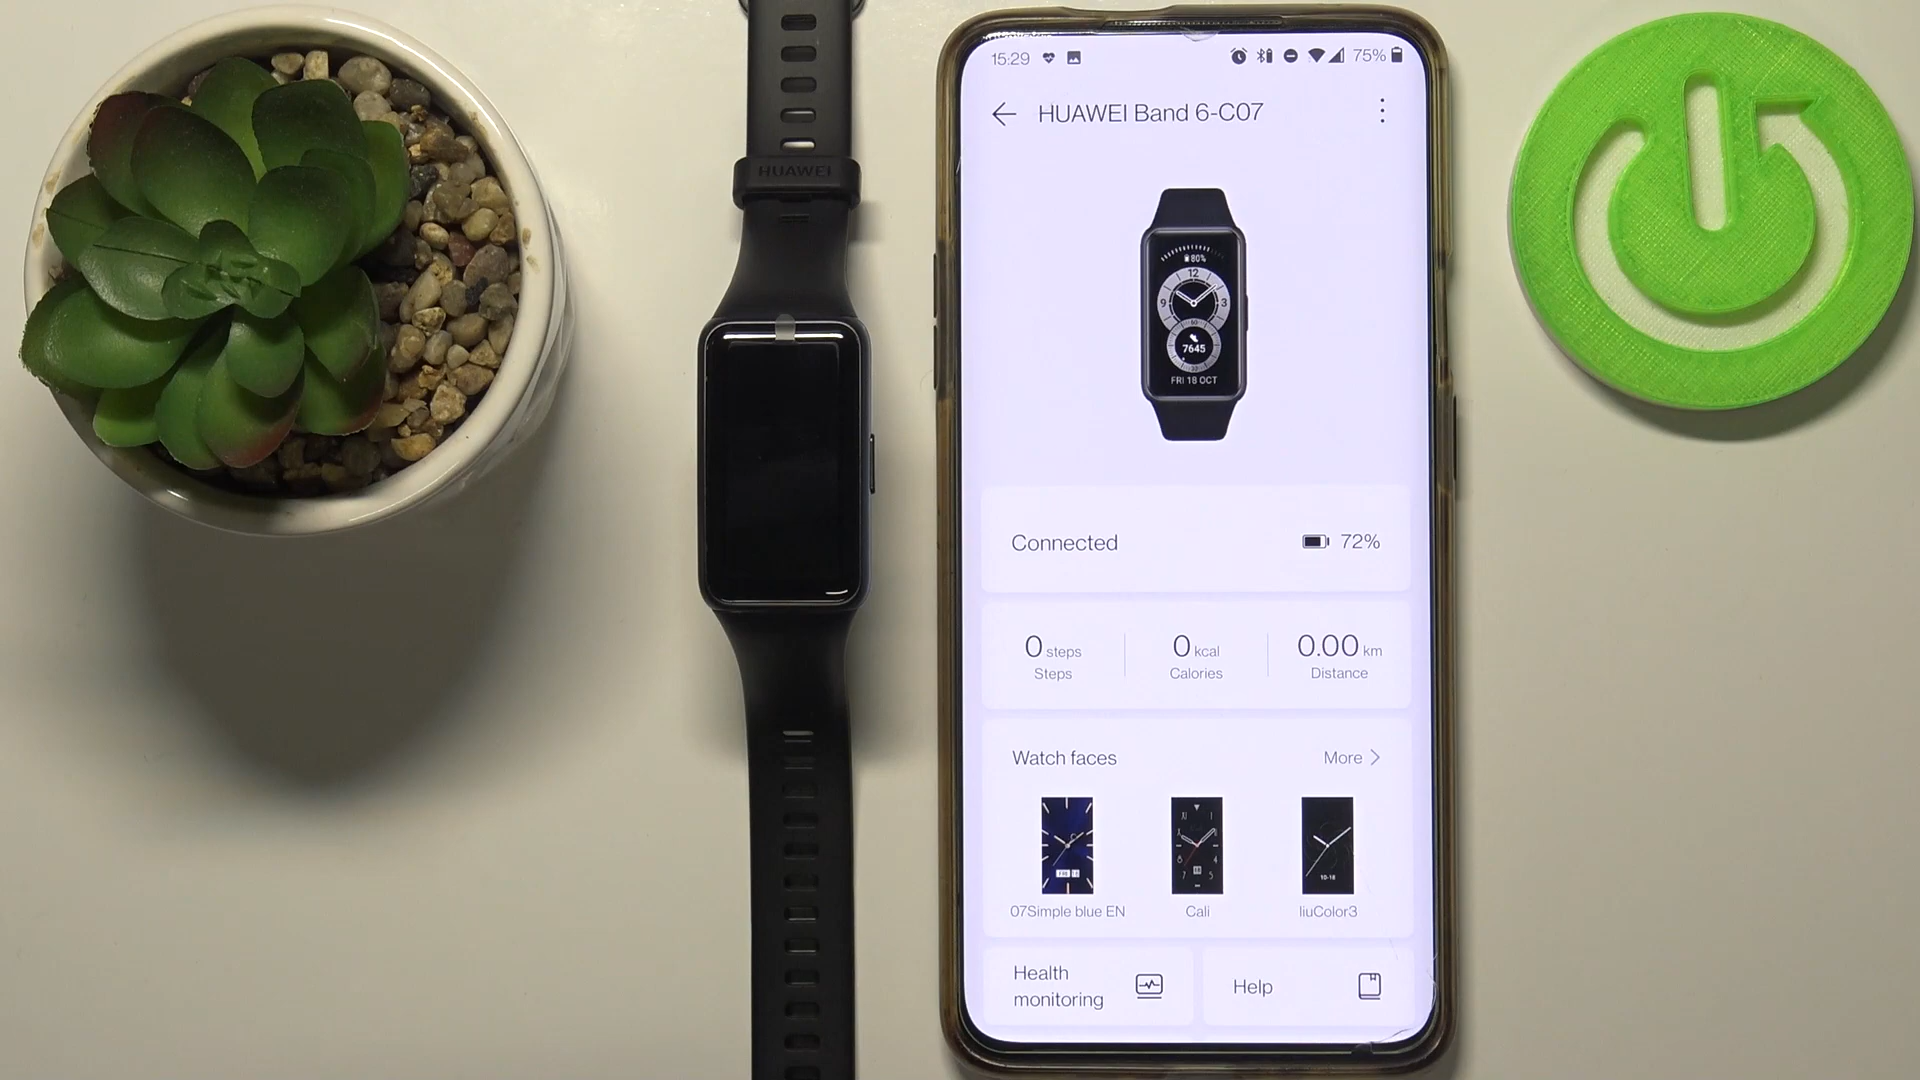 HUAWEI
15:29 75%
HUAWEI Band 6-C07
80%
12
9 3
7645
FRI 18 OCT
Connected 72%
0 steps 0 kcal 0.00 km
Steps Calories Distance
Watch faces More
10-18
07Simple blue EN Cali liuColor3
Health
monitoring
Help